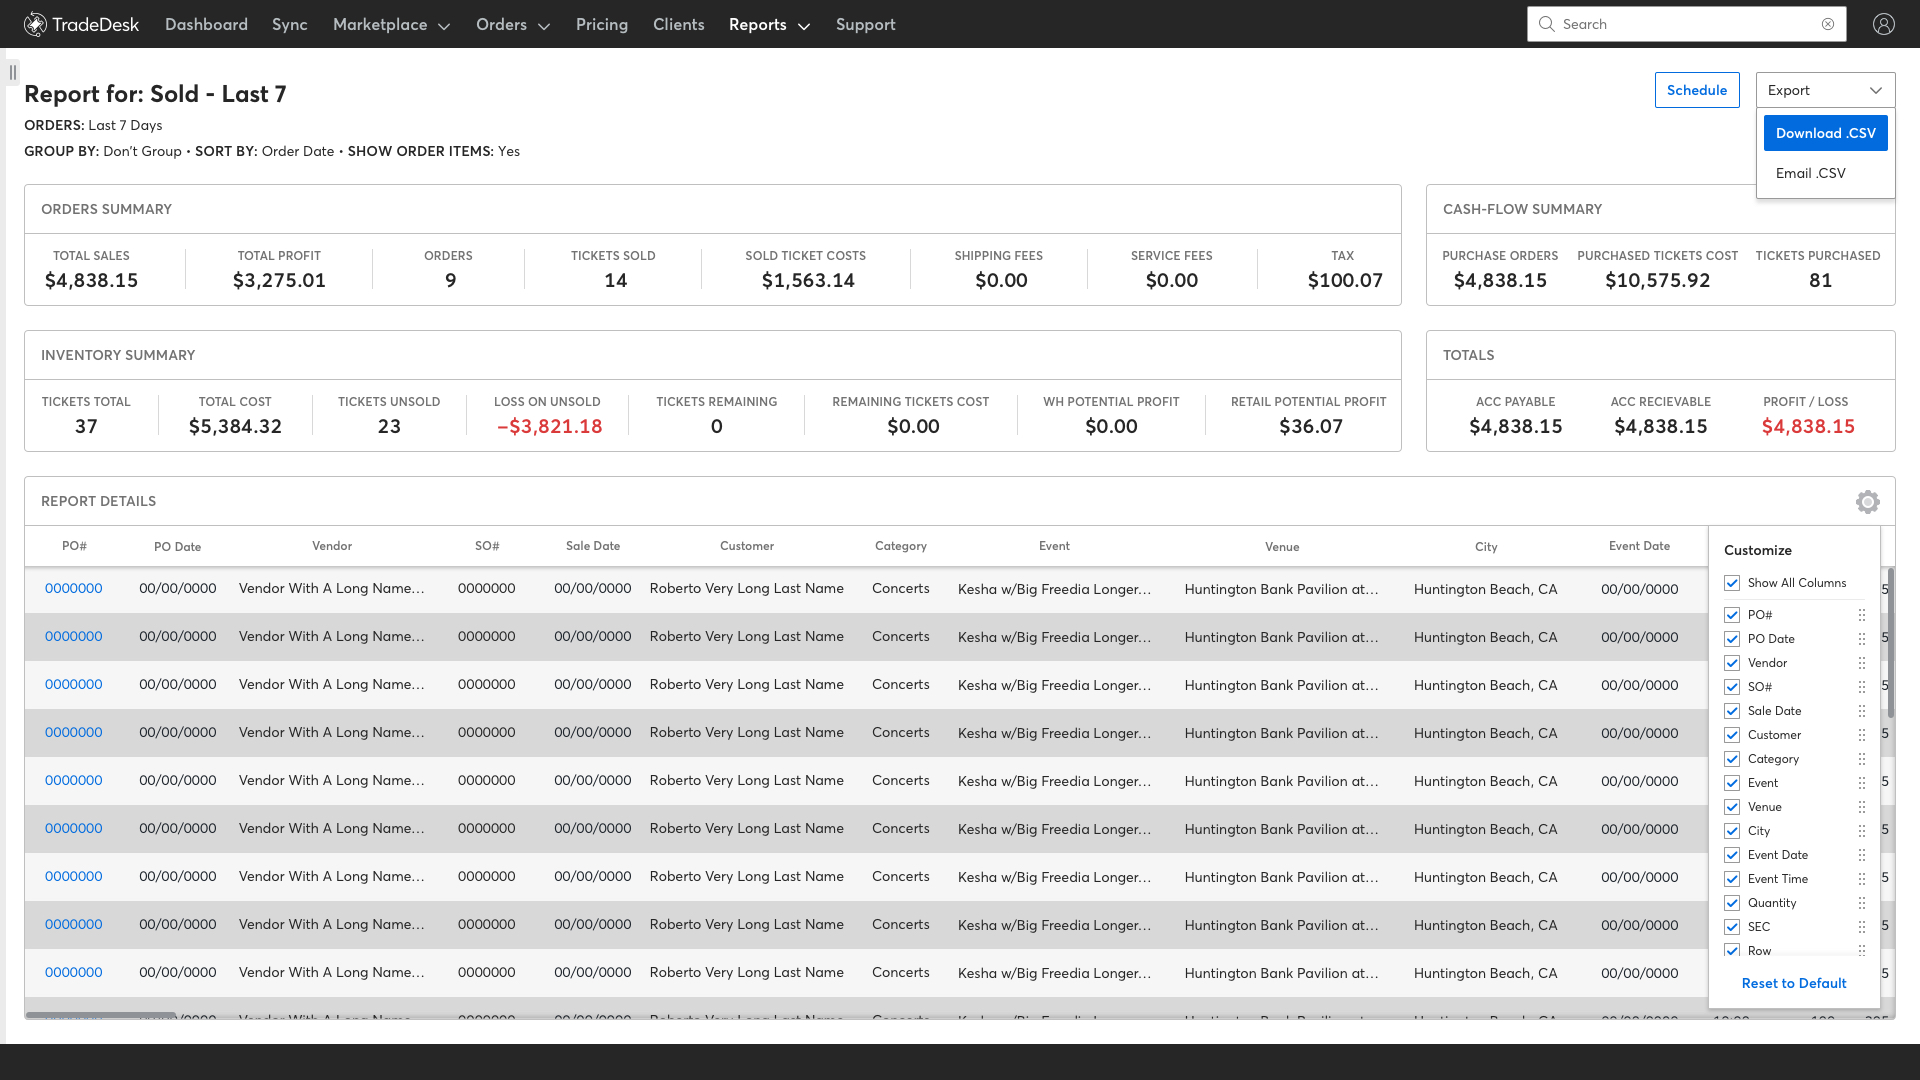 TradeDesk Dashboard Sync Marketplace Orders Pricing Clients Reports Support Search
Report for: Sold - Last 7
Schedule
Export
ORDERS: Last 7 Days
Download .CSV
GROUP BY: Don't Group • SORT BY: Order Date • SHOW ORDER ITEMS: Yes
Email .CSV
ORDERS SUMMARY
TOTAL SALES TOTAL PROFIT ORDERS TICKETS SOLD SOLD TICKET COSTS SHIPPING FEES SERVICE FEES TAX
$4,838.15 $3,275.01 9 14 $1,563.14 $0.00 $0.00 $100.07
CASH-FLOW SUMMARY
PURCHASE ORDERS PURCHASED TICKETS COST TICKETS PURCHASED
$4,838.15 $10,575.92 81
INVENTORY SUMMARY
TICKETS TOTAL TOTAL COST TICKETS UNSOLD LOSS ON UNSOLD TICKETS REMAINING REMAINING TICKETS COST WH POTENTIAL PROFIT RETAIL POTENTIAL PROFIT
37 $5,384.32 23 –$3,821.18 0 $0.00 $0.00 $36.07
TOTALS
ACC PAYABLE ACC RECIEVABLE PROFIT / LOSS
$4,838.15 $4,838.15 $4,838.15
REPORT DETAILS
PO# PO Date Vendor SO# Sale Date Customer Category Event Venue City Event Date
0000000 00/00/0000 Vendor With A Long Name... 0000000 00/00/0000 Roberto Very Long Last Name Concerts Kesha w/Big Freedia Longer... Huntington Bank Pavilion at... Huntington Beach, CA 00/00/0000 5
0000000 00/00/0000 Vendor With A Long Name... 0000000 00/00/0000 Roberto Very Long Last Name Concerts Kesha w/Big Freedia Longer... Huntington Bank Pavilion at... Huntington Beach, CA 00/00/0000 5
0000000 00/00/0000 Vendor With A Long Name... 0000000 00/00/0000 Roberto Very Long Last Name Concerts Kesha w/Big Freedia Longer... Huntington Bank Pavilion at... Huntington Beach, CA 00/00/0000 5
0000000 00/00/0000 Vendor With A Long Name... 0000000 00/00/0000 Roberto Very Long Last Name Concerts Kesha w/Big Freedia Longer... Huntington Bank Pavilion at... Huntington Beach, CA 00/00/0000 5
0000000 00/00/0000 Vendor With A Long Name... 0000000 00/00/0000 Roberto Very Long Last Name Concerts Kesha w/Big Freedia Longer... Huntington Bank Pavilion at... Huntington Beach, CA 00/00/0000 5
0000000 00/00/0000 Vendor With A Long Name... 0000000 00/00/0000 Roberto Very Long Last Name Concerts Kesha w/Big Freedia Longer... Huntington Bank Pavilion at... Huntington Beach, CA 00/00/0000 5
0000000 00/00/0000 Vendor With A Long Name... 0000000 00/00/0000 Roberto Very Long Last Name Concerts Kesha w/Big Freedia Longer... Huntington Bank Pavilion at... Huntington Beach, CA 00/00/0000 5
0000000 00/00/0000 Vendor With A Long Name... 0000000 00/00/0000 Roberto Very Long Last Name Concerts Kesha w/Big Freedia Longer... Huntington Bank Pavilion at... Huntington Beach, CA 00/00/0000 5
0000000 00/00/0000 Vendor With A Long Name... 0000000 00/00/0000 Roberto Very Long Last Name Concerts Kesha w/Big Freedia Longer... Huntington Bank Pavilion at... Huntington Beach, CA 00/00/0000 5
Customize
Show All Columns
PO#
PO Date
Vendor
SO#
Sale Date
Customer
Category
Event
Venue
City
Event Date
Event Time
Quantity
SEC
Row
Reset to Default